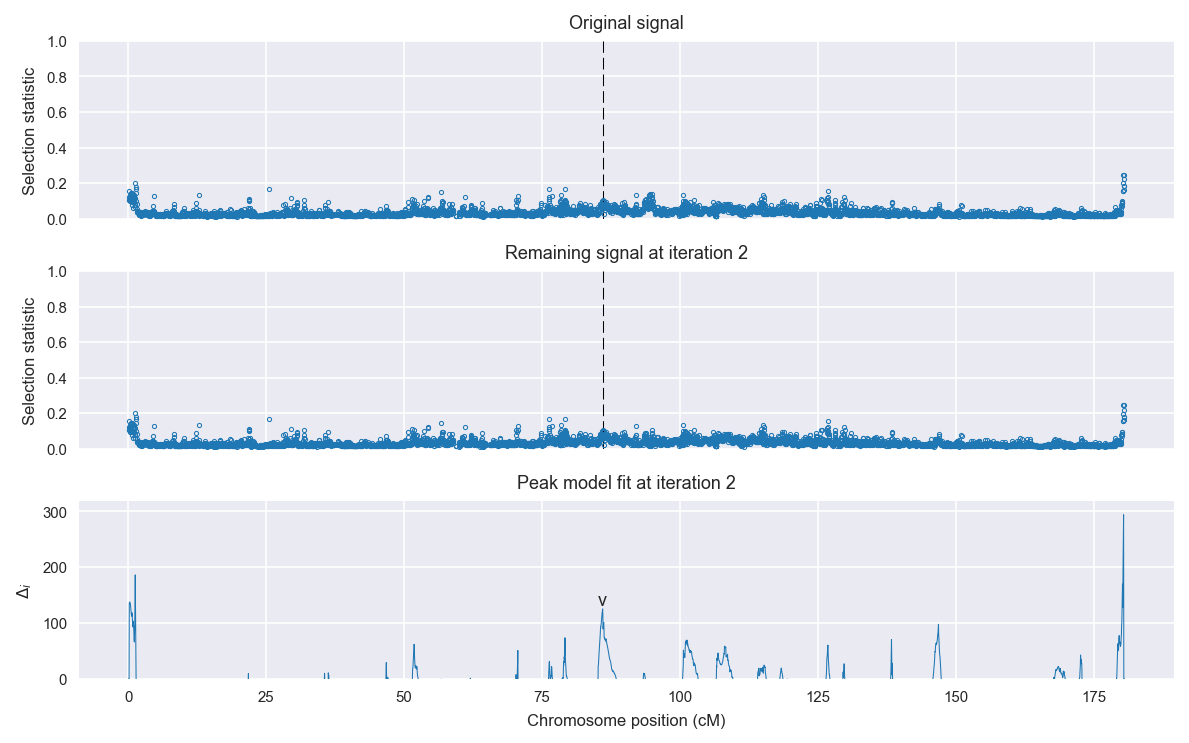 Original signal
1.0
0.8
0.6
0.4
0.2
0.0
Selection statistic
Remaining signal at iteration 2
1.0
0.8
0.6
0.4
0.2
0.0
Selection statistic
Peak model fit at iteration 2
300
200
100
0
Δi
v
0 25 50 75 100 125 150 175
Chromosome position (cM)